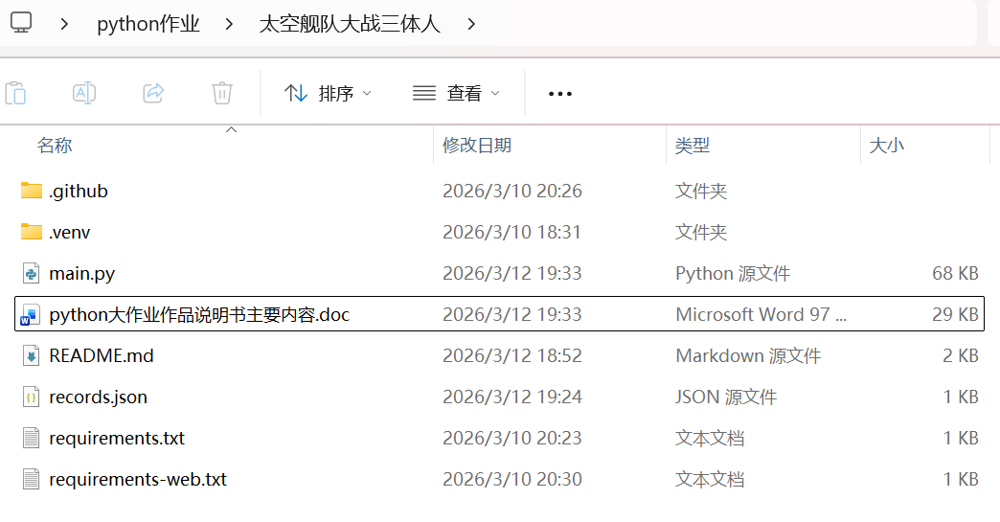 python作业 太空舰队大战三体人
排序 查看
名称 修改日期 类型 大小
.github 2026/3/10 20:26 文件夹
.venv 2026/3/10 18:31 文件夹
main.py 2026/3/12 19:33 Python 源文件 68 KB
python大作业作品说明书主要内容.doc 2026/3/12 19:33 Microsoft Word 97 ... 29 KB
README.md 2026/3/12 18:52 Markdown 源文件 2 KB
records.json 2026/3/12 19:24 JSON 源文件 1 KB
requirements.txt 2026/3/10 20:23 文本文档 1 KB
requirements-web.txt 2026/3/10 20:30 文本文档 1 KB